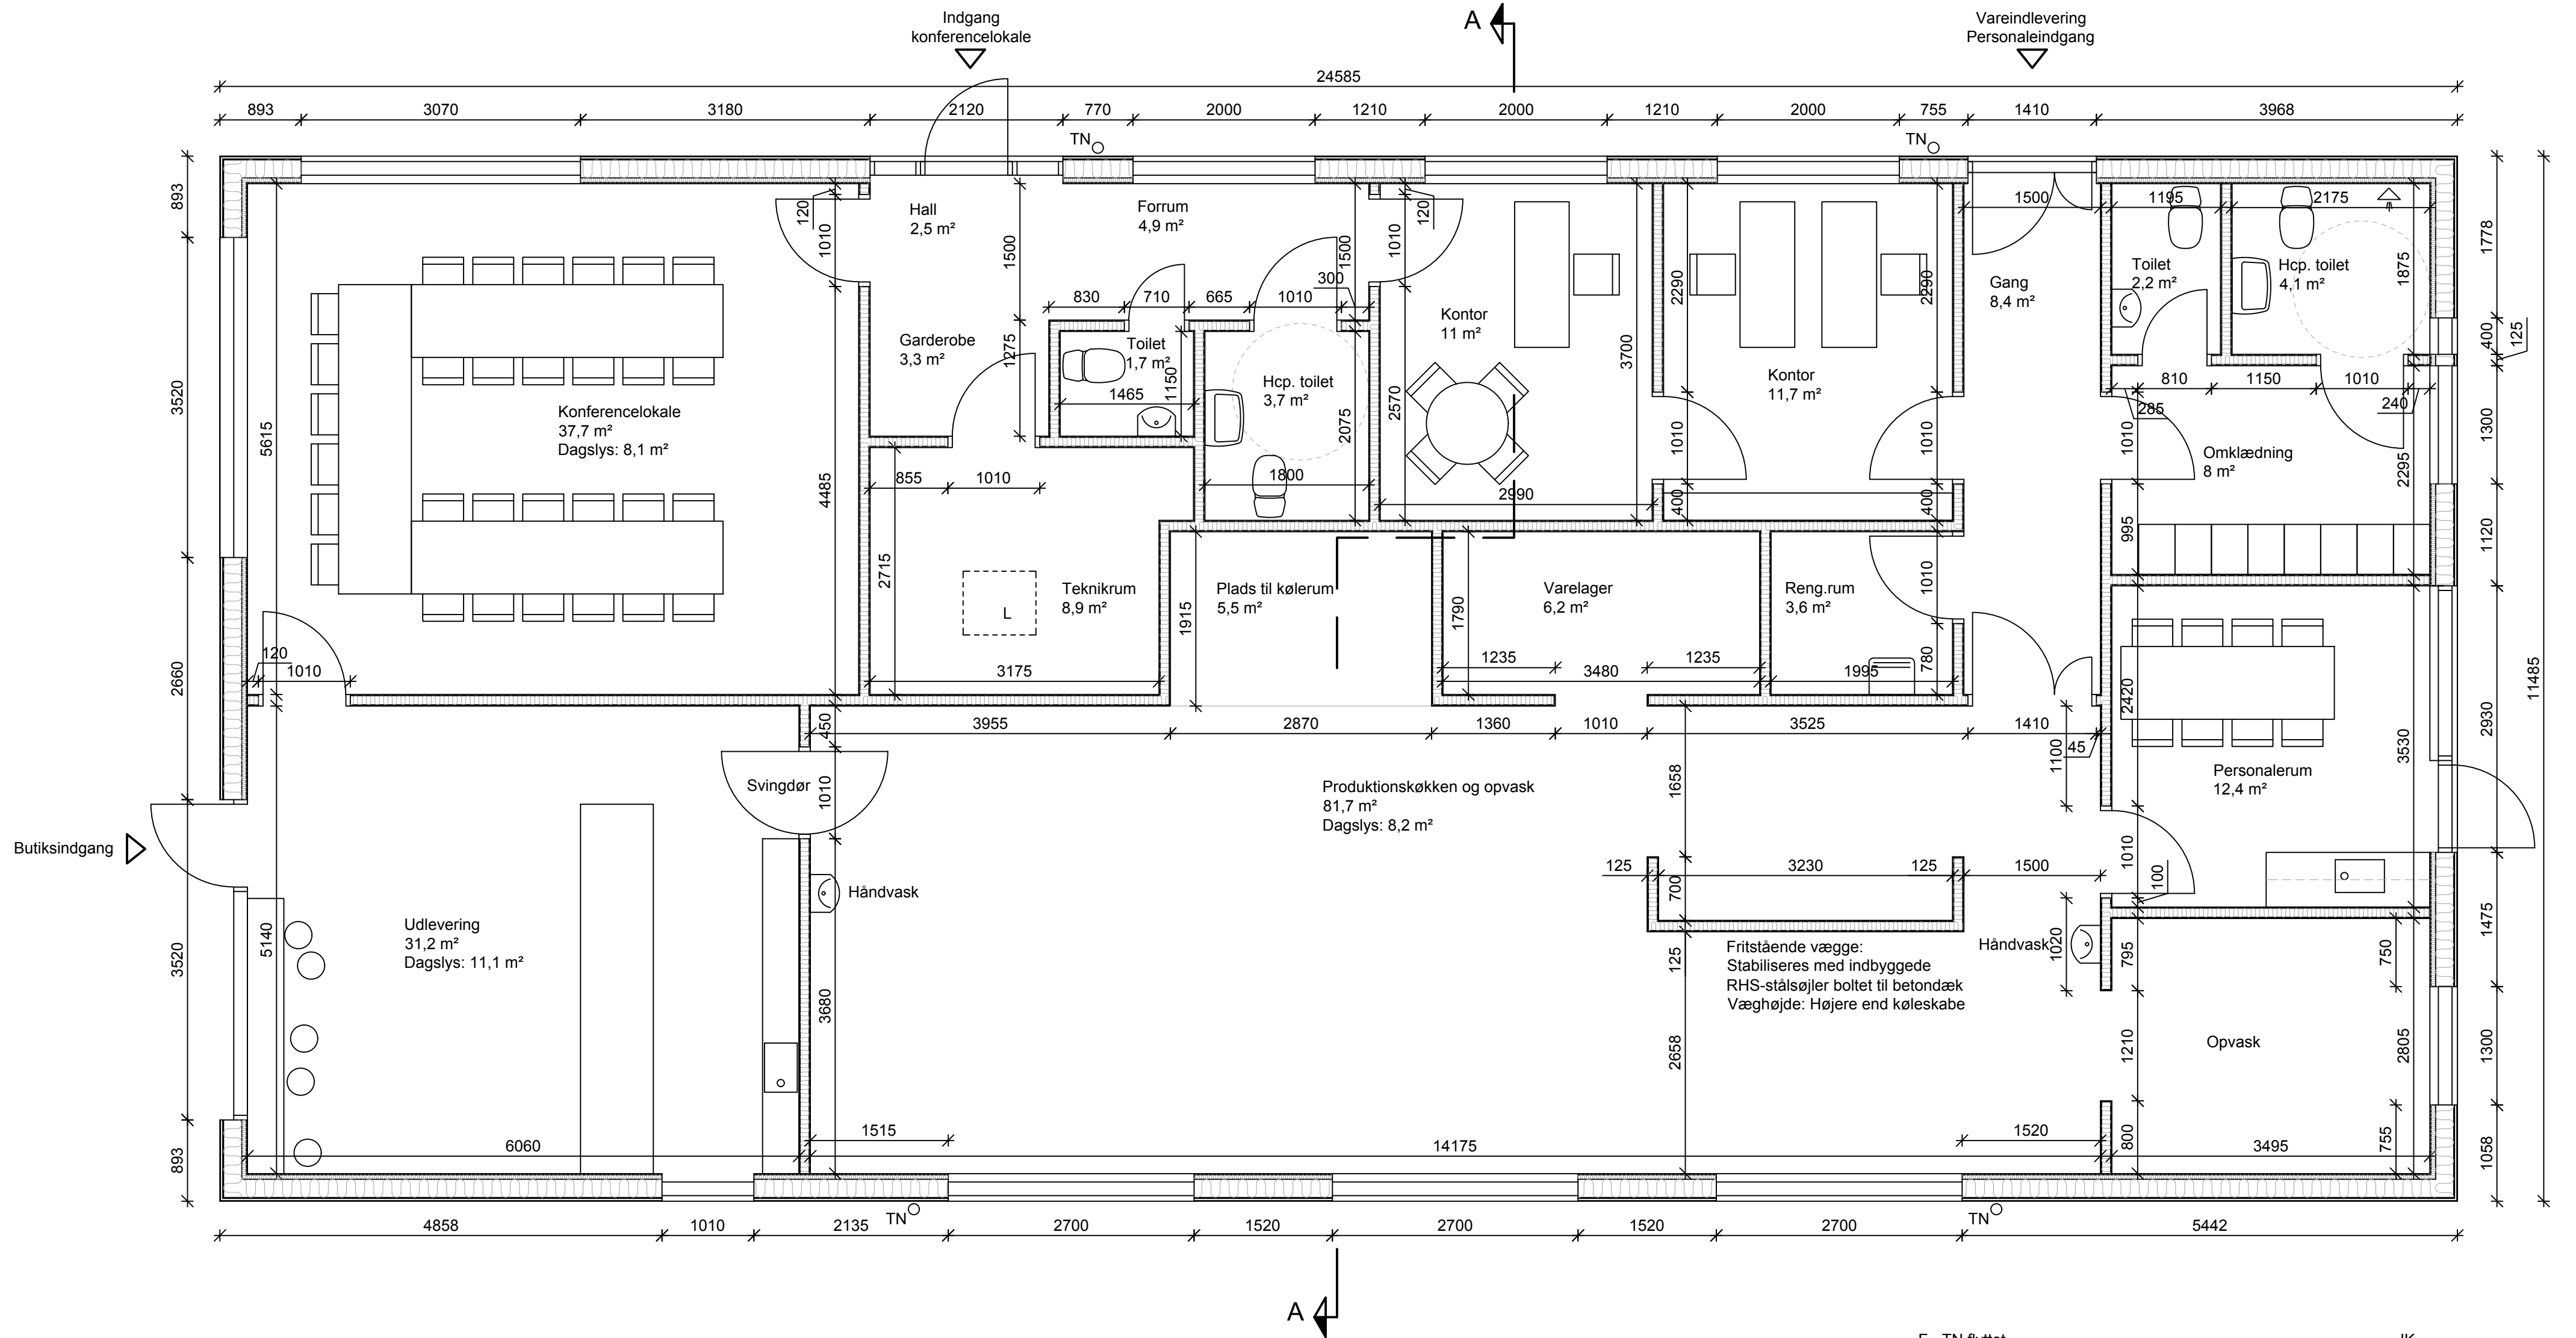 Indgang
konferencelokale
A
Vareindlevering
Personaleindgang
24585
893 3070 3180 2120 770 2000 1210 2000 1210 2000 755 1410 3968
TN
TN
893
3520
2660
3520
893
5615
5140
Konferencelokale
37,7 m²
Dagslys: 8,1 m²
120
1010
4485
120
1010
Hall
2,5 m²
Garderobe
3,3 m²
1500
1275
Forrum
4,9 m²
830 710 665 1010
300
1500
Toilet
1,7 m²
1465
1150
Hcp. toilet
3,7 m²
1800
2075
2570
120
1010
Kontor
11 m²
3700
2990
2290
1010
400
Kontor
11,7 m²
2290
1010
400
1500
Gang
8,4 m²
1195
Toilet
2,2 m²
2175
Hcp. toilet
4,1 m²
1875
285
810 1150 1010
240
Omklædning
8 m²
1010
995
2295
1778
400
125
1300
1120
2930
1475
1300
1058
11485
855 1010
2715
Teknikrum
8,9 m²
L
3175
1915
Plads til kølerum
5,5 m²
1790
Varelager
6,2 m²
1235
1235
3480
Reng.rum
3,6 m²
1995
1010
780
3955 2870 1360 1010 3525 1410
45
1100
450
1010
3680
Svingdør
Butiksindgang
Håndvask
Udlevering
31,2 m²
Dagslys: 11,1 m²
6060
1515
14175
1520
3495
Produktionskøkken og opvask
81,7 m²
Dagslys: 8,2 m²
1658
700
125
2658
125 3230 125 1500
Fritstående vægge:
Stabiliseres med indbyggede
RHS-stålsøjler boltet til betondæk
Væghøjde: Højere end køleskabe
Håndvask
1020
2420
1010
100
795
1210
800
Personalerum
12,4 m²
3530
Opvask
750
2805
755
TN
TN
4858 1010 2135 2700 1520 2700 1520 2700 5442
A